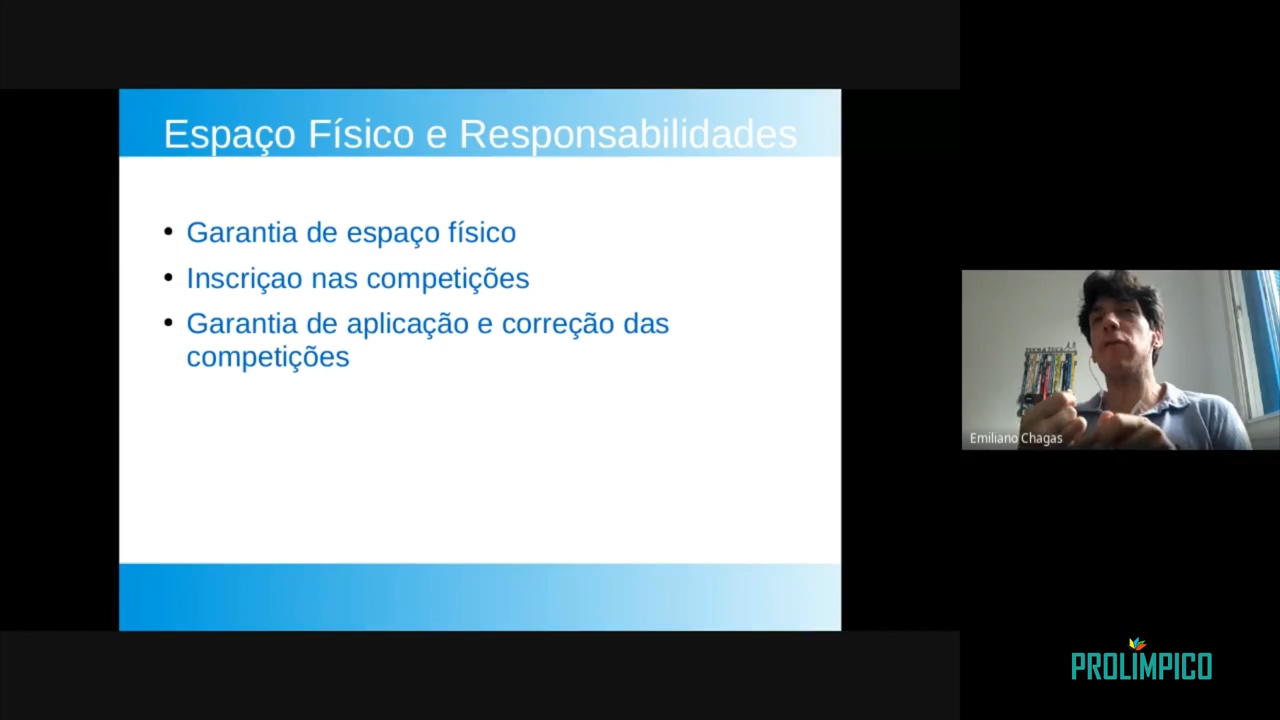 Espaço Físico e Responsabilidades
• Garantia de espaço físico
• Inscriçao nas competições
• Garantia de aplicação e correção das
competições
Emiliano Chagas
PROLIMPICO